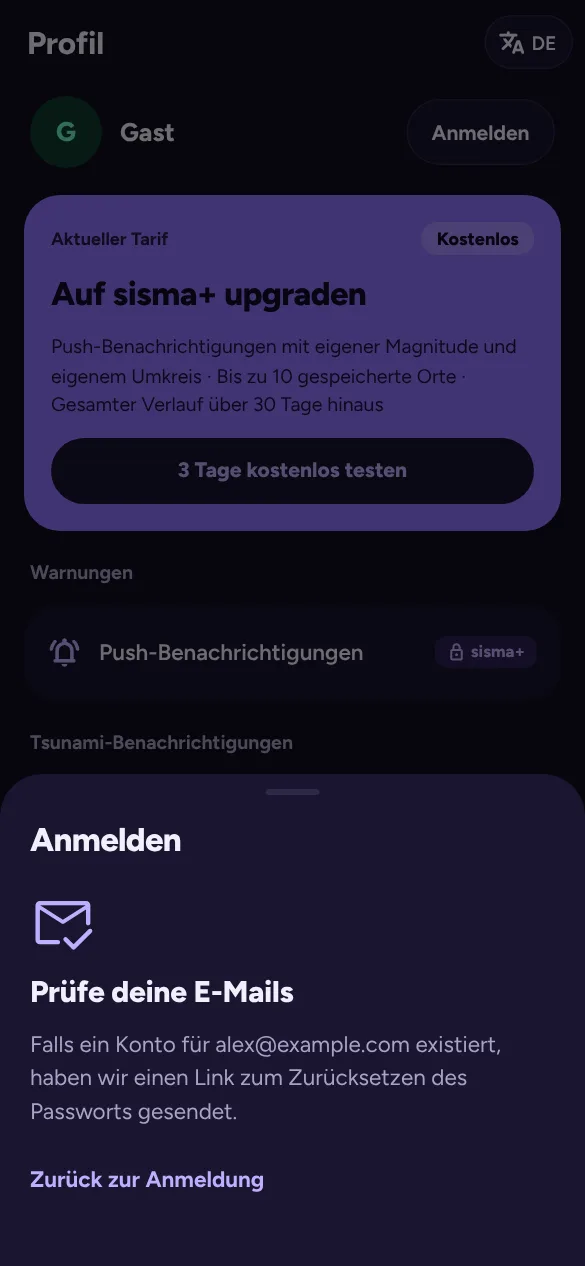 Profil
DE
G
Gast
Anmelden
Aktueller Tarif
Kostenlos
Auf sisma+ upgraden
Push-Benachrichtigungen mit eigener Magnitude und
eigenem Umkreis · Bis zu 10 gespeicherte Orte ·
Gesamter Verlauf über 30 Tage hinaus
3 Tage kostenlos testen
Warnungen
Push-Benachrichtigungen
sisma+
Tsunami-Benachrichtigungen
Anmelden
Prüfe deine E-Mails
Falls ein Konto für alex@example.com existiert,
haben wir einen Link zum Zurücksetzen des
Passworts gesendet.
Zurück zur Anmeldung